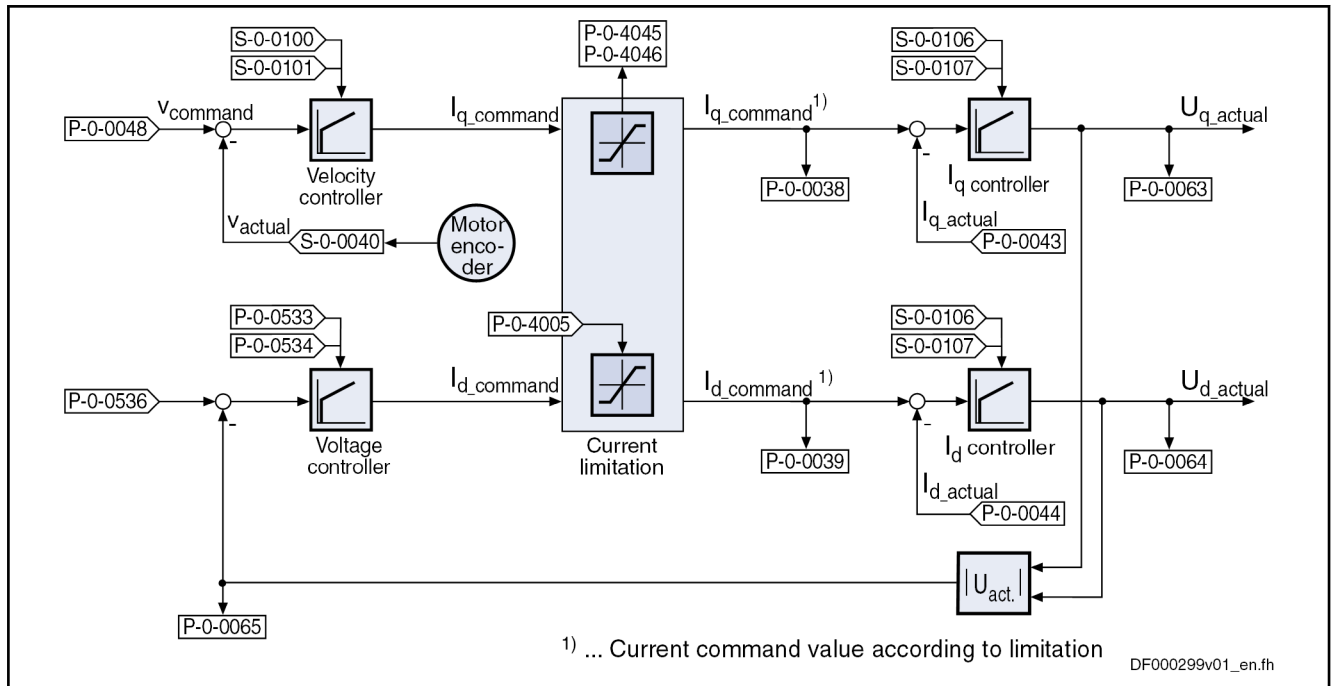 S-0-0100
S-0-0101
P-0-4045
P-0-4046
S-0-0106
S-0-0107
v_command
I_q_command
I_q_command 1)
U_q_actual
P-0-0048
-
-
Velocity
controller
P-0-0038
I_q controller
P-0-0063
v_actual
S-0-0040
Motor
enco-
der
I_q_actual
P-0-0043
P-0-0533
P-0-0534
P-0-4005
S-0-0106
S-0-0107
I_d_command
I_d_command 1)
U_d_actual
P-0-0536
-
-
Voltage
controller
Current
limitation
P-0-0039
I_d controller
P-0-0064
I_d_actual
P-0-0044
|U_act.|
P-0-0065
1) ... Current command value according to limitation
DF000299v01_en.fh